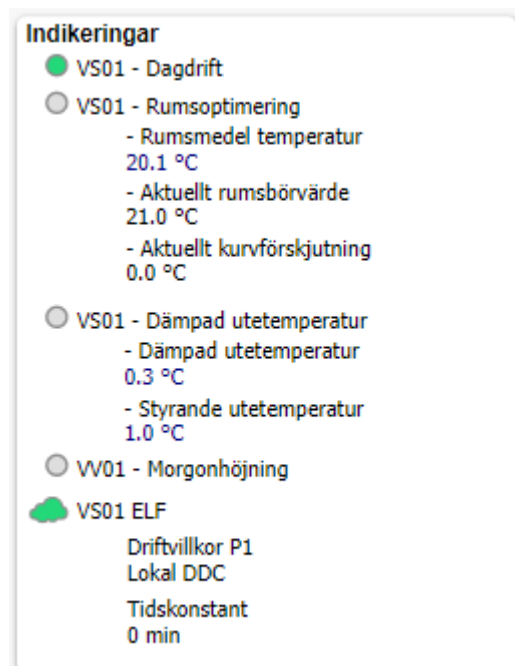 Indikeringar
VS01 - Dagdrift
VS01 - Rumsoptimering
- Rumsmedel temperatur
20.1 °C
- Aktuellt rumsbörvärde
21.0 °C
- Aktuellt kurvförskjutning
0.0 °C
VS01 - Dämpad utetemperatur
- Dämpad utetemperatur
0.3 °C
- Styrande utetemperatur
1.0 °C
VV01 - Morgonhöjning
VS01 ELF
Driftvillkor P1
Lokal DDC
Tidskonstant
0 min